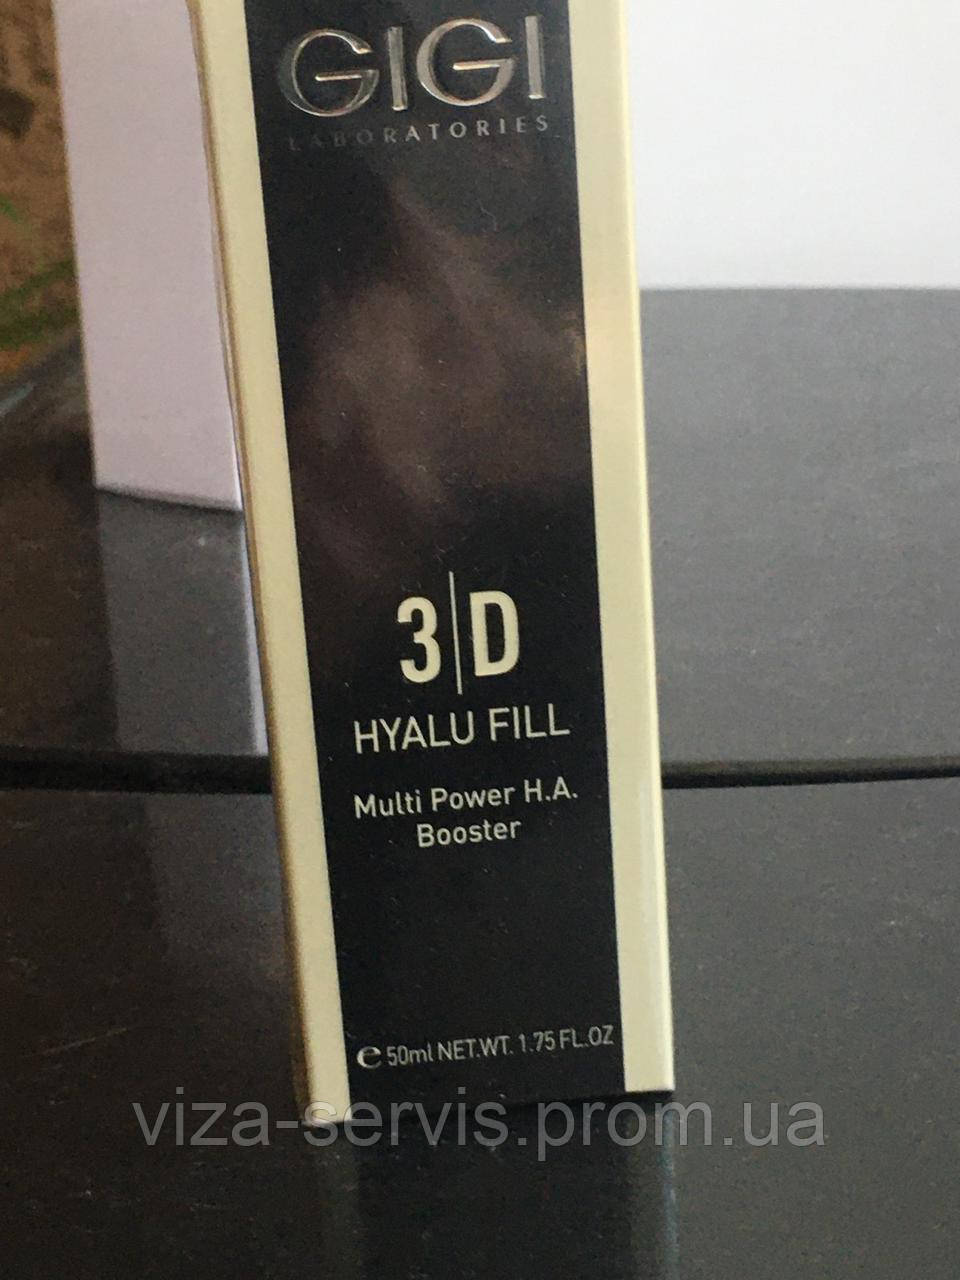 GIGI
LABORATORIES
3|D
HYALU FILL
Multi Power H.A.
Booster
e 50ml NET.WT. 1.75 FL.OZ
viza-servis.prom.ua